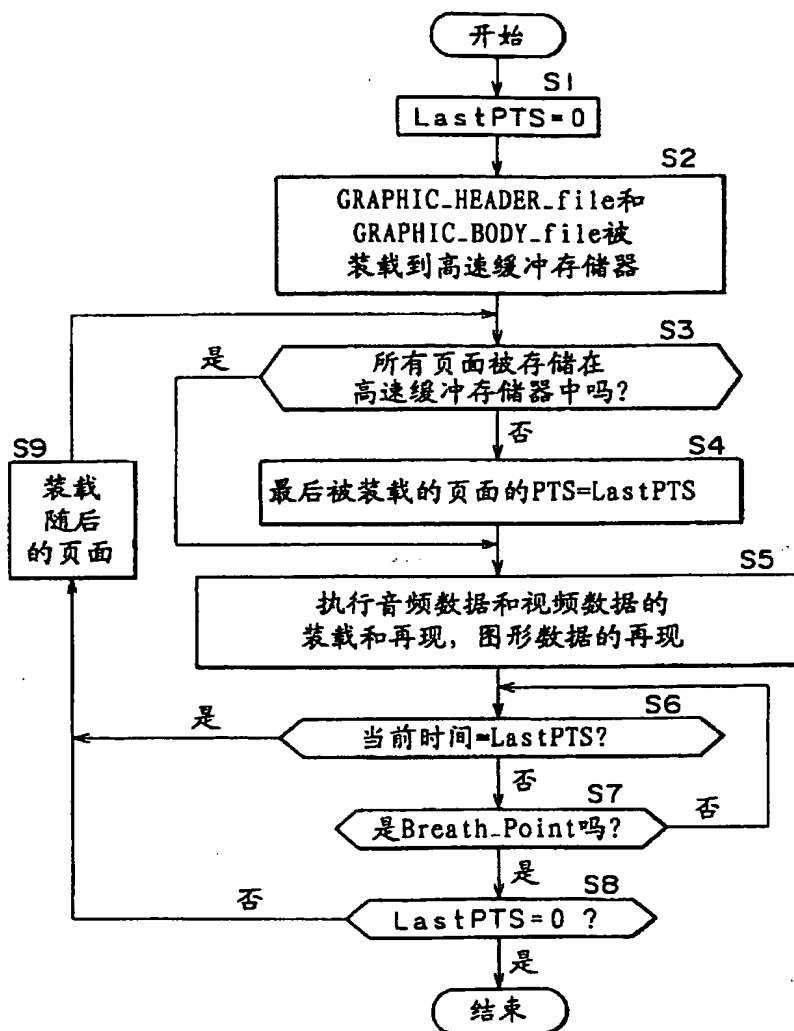 开始
S1
LastPTS=0
S2
GRAPHIC_HEADER_file和
GRAPHIC_BODY_file被
装载到高速缓冲存储器
S3
是
所有页面被存储在
高速缓冲存储器中吗?
否
S4
S9
装载
随后
的页面
最后被装载的页面的PTS=LastPTS
S5
执行音频数据和视频数据的
装载和再现, 图形数据的再现
S6
是
当前时间=LastPTS?
否
S7
否
是Breath_Point吗?
是
S8
否
LastPTS=0 ?
是
结束